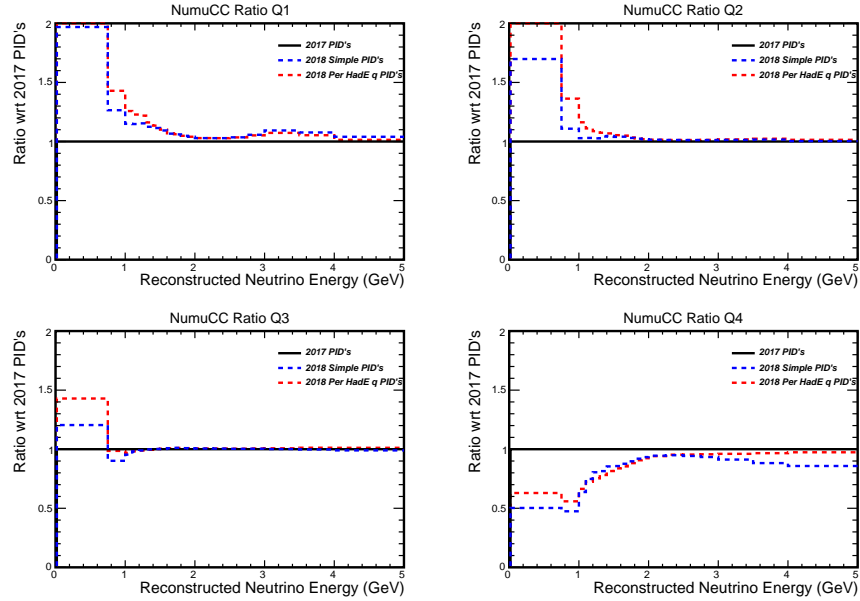 NumuCC Ratio Q1
Ratio wrt 2017 PID's
2
1.5
1
0.5
0
2017 PID's
2018 Simple PID's
2018 Per HadE q PID's
0 1 2 3 4 5
Reconstructed Neutrino Energy (GeV)
NumuCC Ratio Q2
Ratio wrt 2017 PID's
2
1.5
1
0.5
0
2017 PID's
2018 Simple PID's
2018 Per HadE q PID's
0 1 2 3 4 5
Reconstructed Neutrino Energy (GeV)
NumuCC Ratio Q3
Ratio wrt 2017 PID's
2
1.5
1
0.5
0
2017 PID's
2018 Simple PID's
2018 Per HadE q PID's
0 1 2 3 4 5
Reconstructed Neutrino Energy (GeV)
NumuCC Ratio Q4
Ratio wrt 2017 PID's
2
1.5
1
0.5
0
2017 PID's
2018 Simple PID's
2018 Per HadE q PID's
0 1 2 3 4 5
Reconstructed Neutrino Energy (GeV)